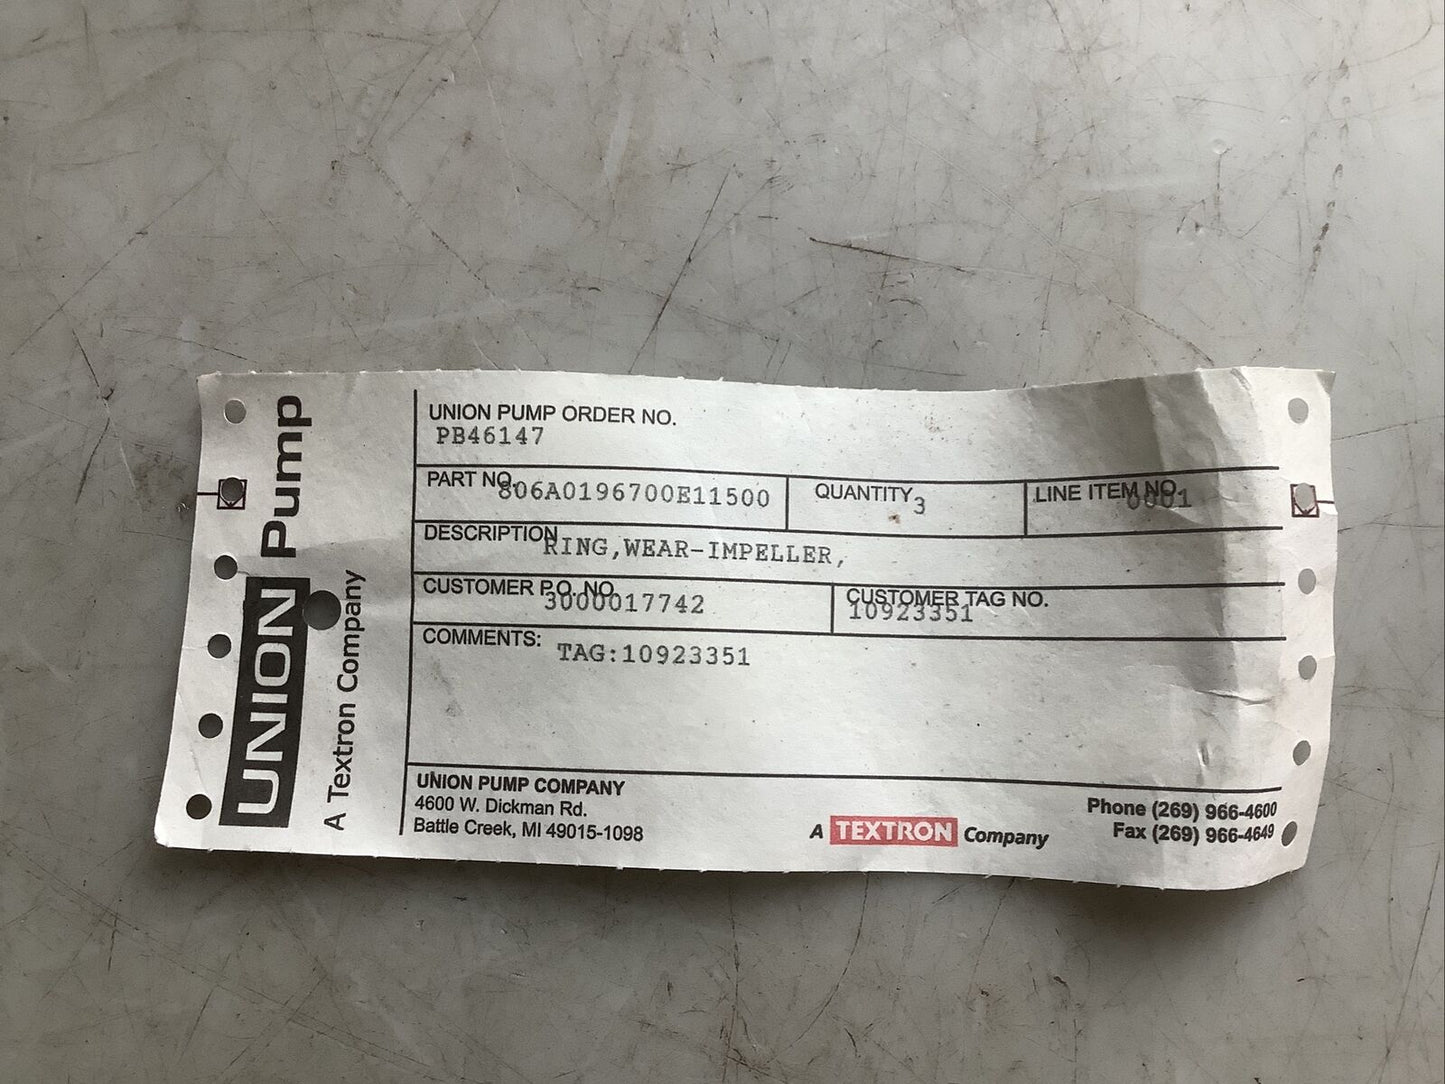 UNION Pump
A Textron Company
UNION PUMP ORDER NO.
PB46147
PART NO. 806A0196700E11500
QUANTITY 3
LINE ITEM NO. 0001
DESCRIPTION RING,WEAR-IMPELLER,
CUSTOMER P.O. NO. 3000017742
CUSTOMER TAG NO.
10923351
COMMENTS: TAG:10923351
UNION PUMP COMPANY
4600 W. Dickman Rd.
Battle Creek, MI 49015-1098
A TEXTRON Company
Phone (269) 966-4600
Fax (269) 966-4649